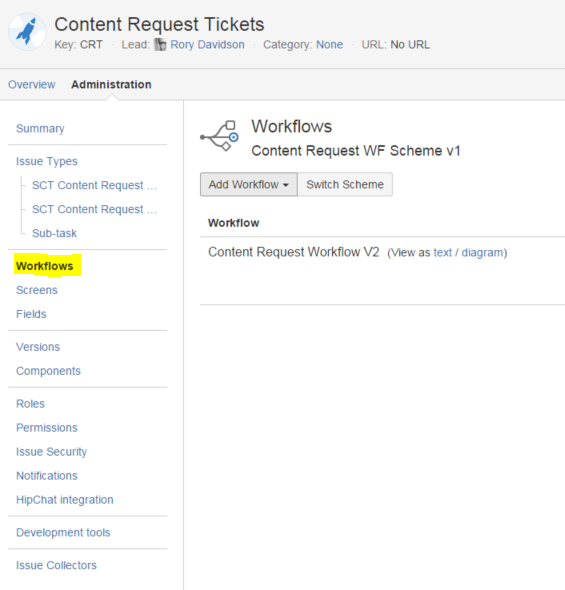 Content Request Tickets
Key: CRT · Lead: Rory Davidson · Category: None · URL: No URL
Overview Administration
Summary
Issue Types
SCT Content Request ...
SCT Content Request ...
Sub-task
Workflows
Screens
Fields
Versions
Components
Roles
Permissions
Issue Security
Notifications
HipChat integration
Development tools
Issue Collectors
Workflows
Content Request WF Scheme v1
Add Workflow Switch Scheme
Workflow
Content Request Workflow V2 (View as text / diagram)